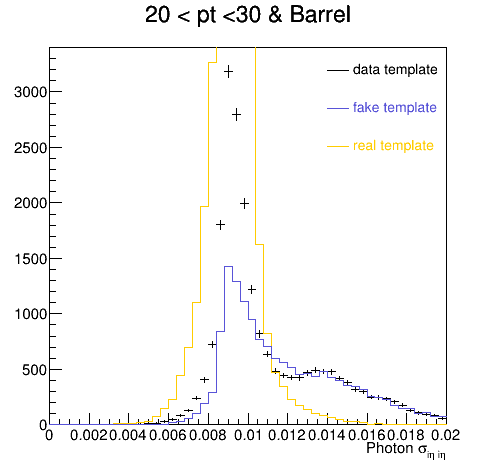 20 < pt <30 & Barrel
data template
fake template
real template
3000
2500
2000
1500
1000
500
0
0 0.002 0.004 0.006 0.008 0.01 0.012 0.014 0.016 0.018 0.02
Photon σiη iη